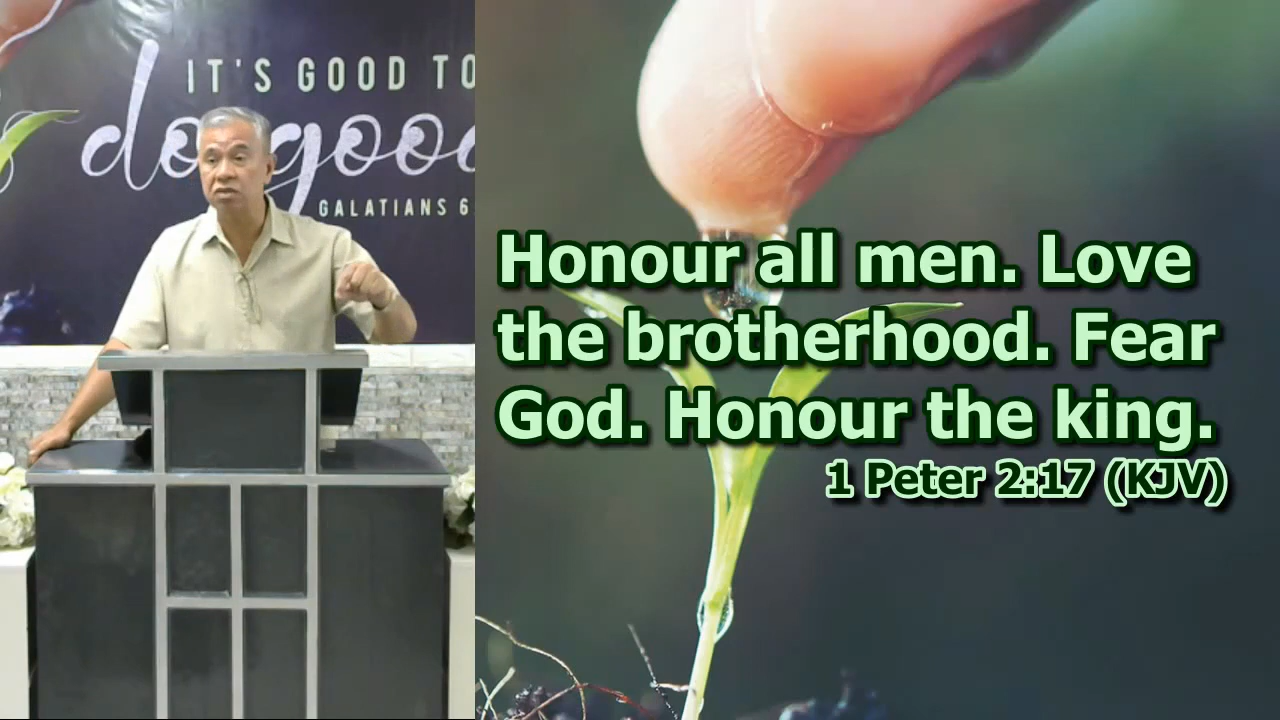 IT'S GOOD TO
do good
GALATIANS 6
Honour all men. Love
the brotherhood. Fear
God. Honour the king.
1 Peter 2:17 (KJV)